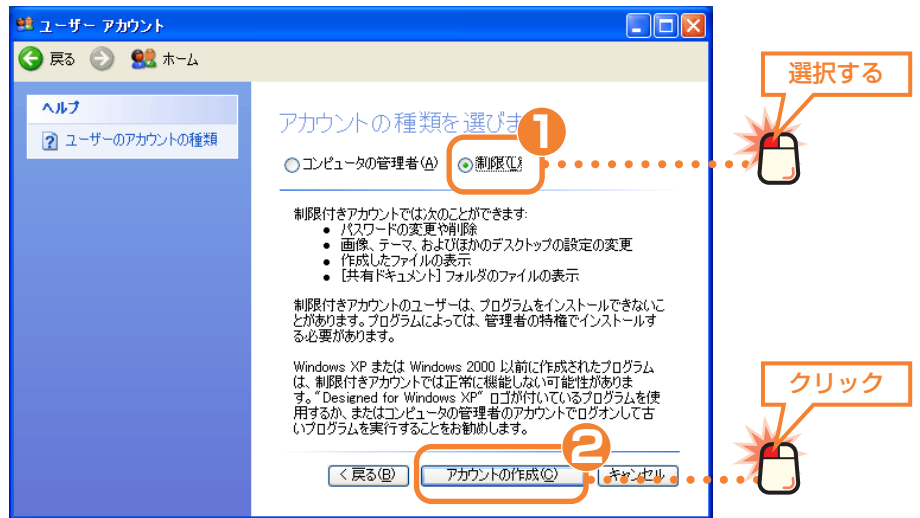 ユーザー アカウント
戻る ホーム
選択する
ヘルプ
ユーザーのアカウントの種類
アカウントの種類を選びま
1
コンピュータの管理者(A) 制限(L)
制限付きアカウントでは次のことができます:
● パスワードの変更や削除
● 画像、テーマ、およびほかのデスクトップの設定の変更
● 作成したファイルの表示
● [共有ドキュメント] フォルダのファイルの表示
制限付きアカウントのユーザーは、プログラムをインストールできないこ
とがあります。プログラムによっては、管理者の特権でインストールす
る必要があります。
Windows XP または Windows 2000 以前に作成されたプログラム
は、制限付きアカウントでは正常に機能しない可能性がありま
す。"Designed for Windows XP" ロゴが付いているプログラムを使
用するか、またはコンピュータの管理者のアカウントでログオンして古
いプログラムを実行することをお勧めします。
クリック
2
< 戻る(B) アカウントの作成(C) キャンセル